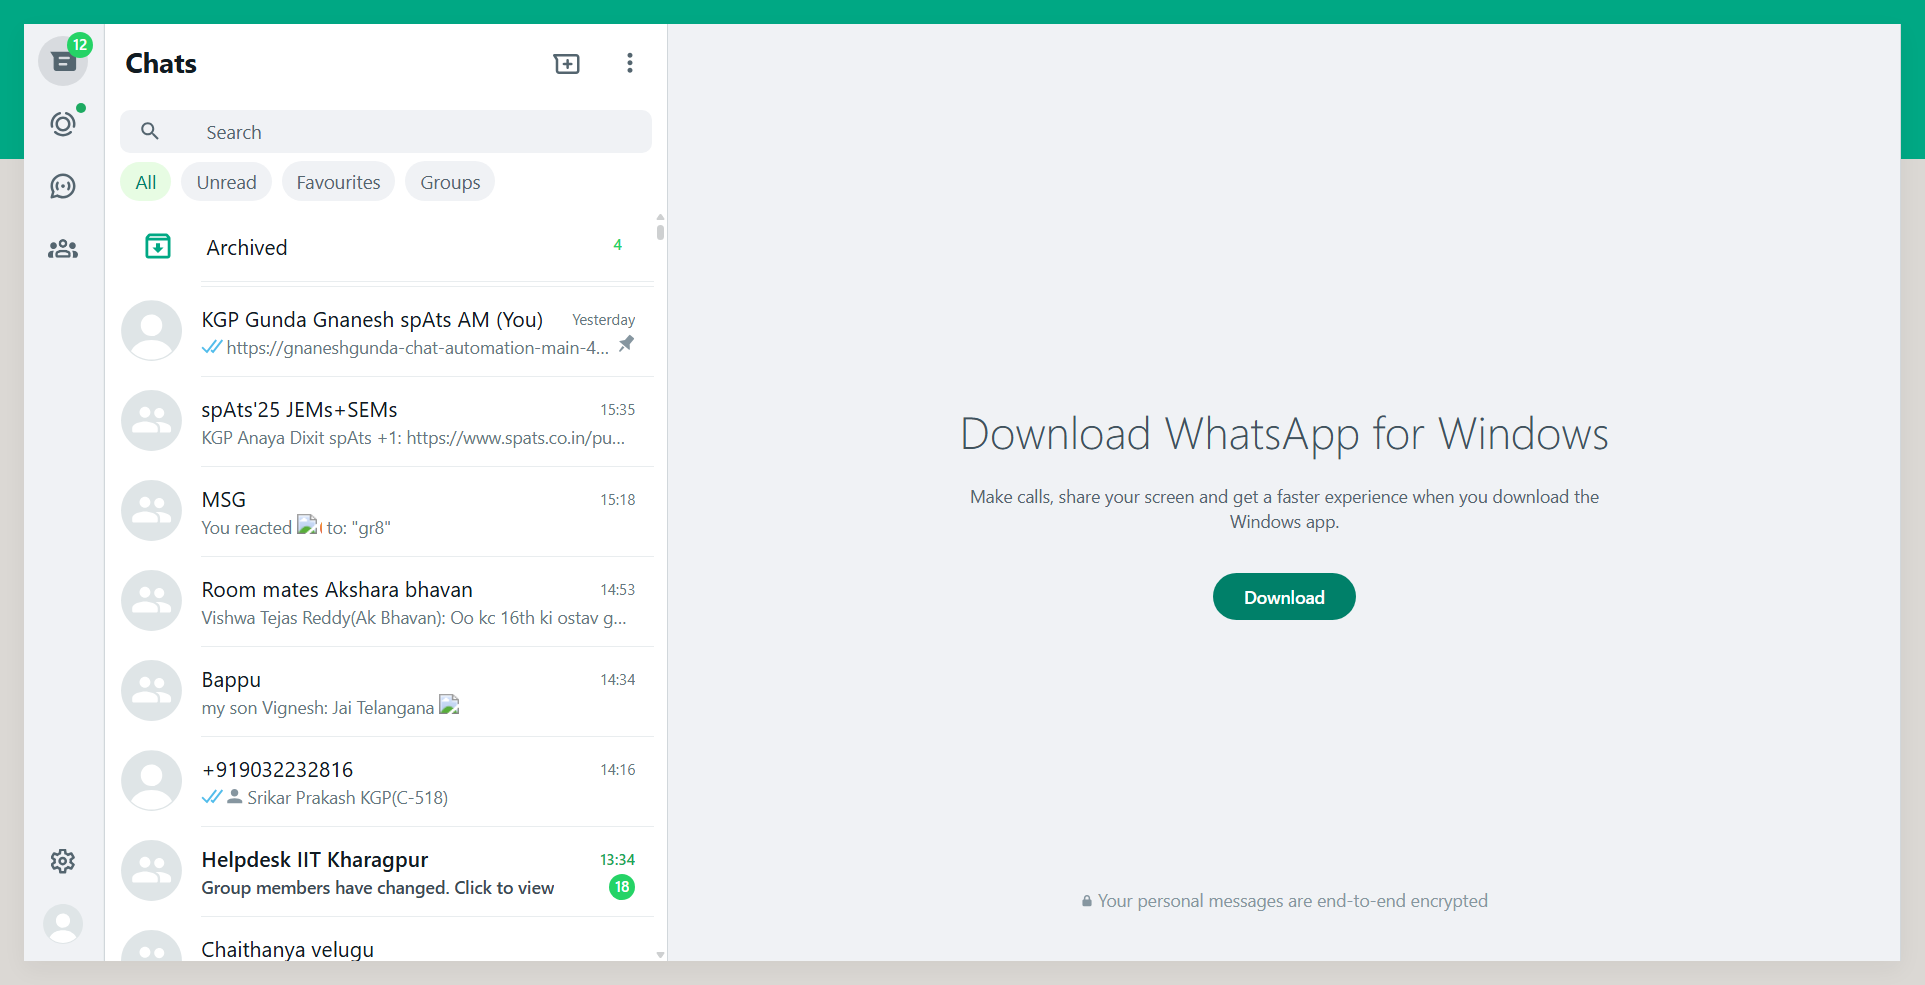 12
Chats
Search
All
Unread
Favourites
Groups
Archived
4
KGP Gunda Gnanesh spAts AM (You)
Yesterday
https://gnaneshgunda-chat-automation-main-4...
spAts'25 JEMs+SEMs
15:35
KGP Anaya Dixit spAts +1: https://www.spats.co.in/pu...
MSG
15:18
You reacted to: "gr8"
Room mates Akshara bhavan
14:53
Vishwa Tejas Reddy(Ak Bhavan): Oo kc 16th ki ostav g...
Bappu
14:34
my son Vignesh: Jai Telangana
+919032232816
14:16
Srikar Prakash KGP(C-518)
Helpdesk IIT Kharagpur
13:34
Group members have changed. Click to view
18
Chaithanya velugu
Download WhatsApp for Windows
Make calls, share your screen and get a faster experience when you download the
Windows app.
Download
Your personal messages are end-to-end encrypted